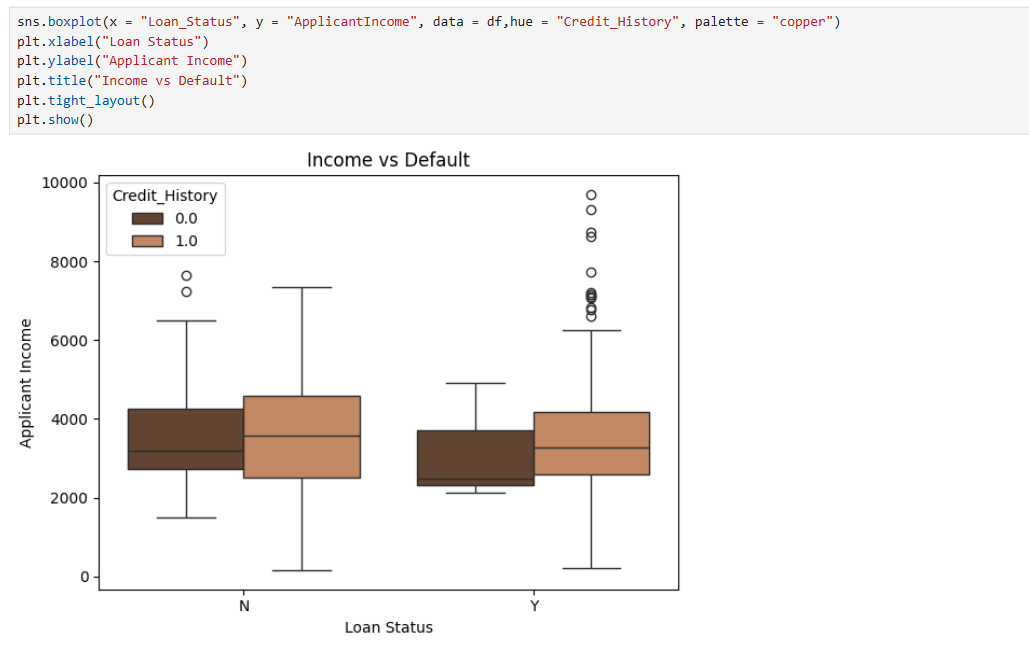 sns.boxplot(x = "Loan_Status", y = "ApplicantIncome", data = df,hue = "Credit_History", palette = "copper")
plt.xlabel("Loan Status")
plt.ylabel("Applicant Income")
plt.title("Income vs Default")
plt.tight_layout()
plt.show()
Income vs Default
Credit_History
0.0
1.0
10000
8000
6000
4000
2000
0
Applicant Income
N
Y
Loan Status